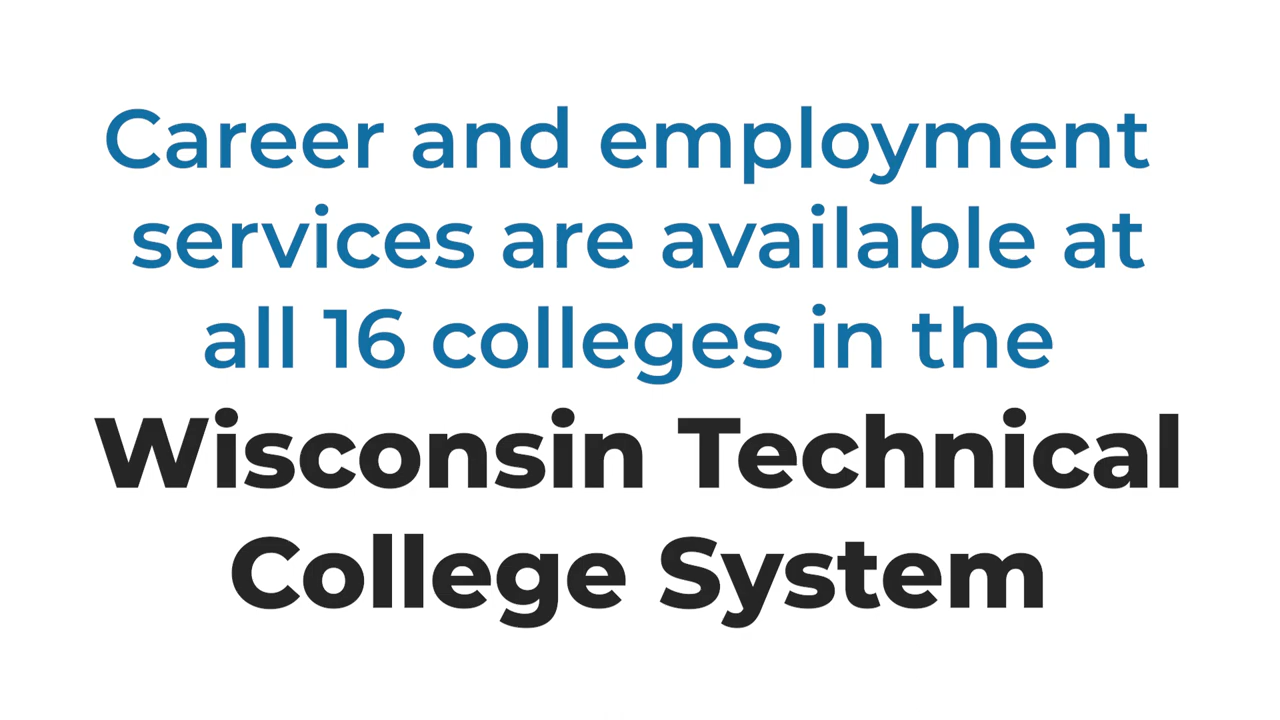 Career and employment
services are available at
all 16 colleges in the
Wisconsin Technical
College System